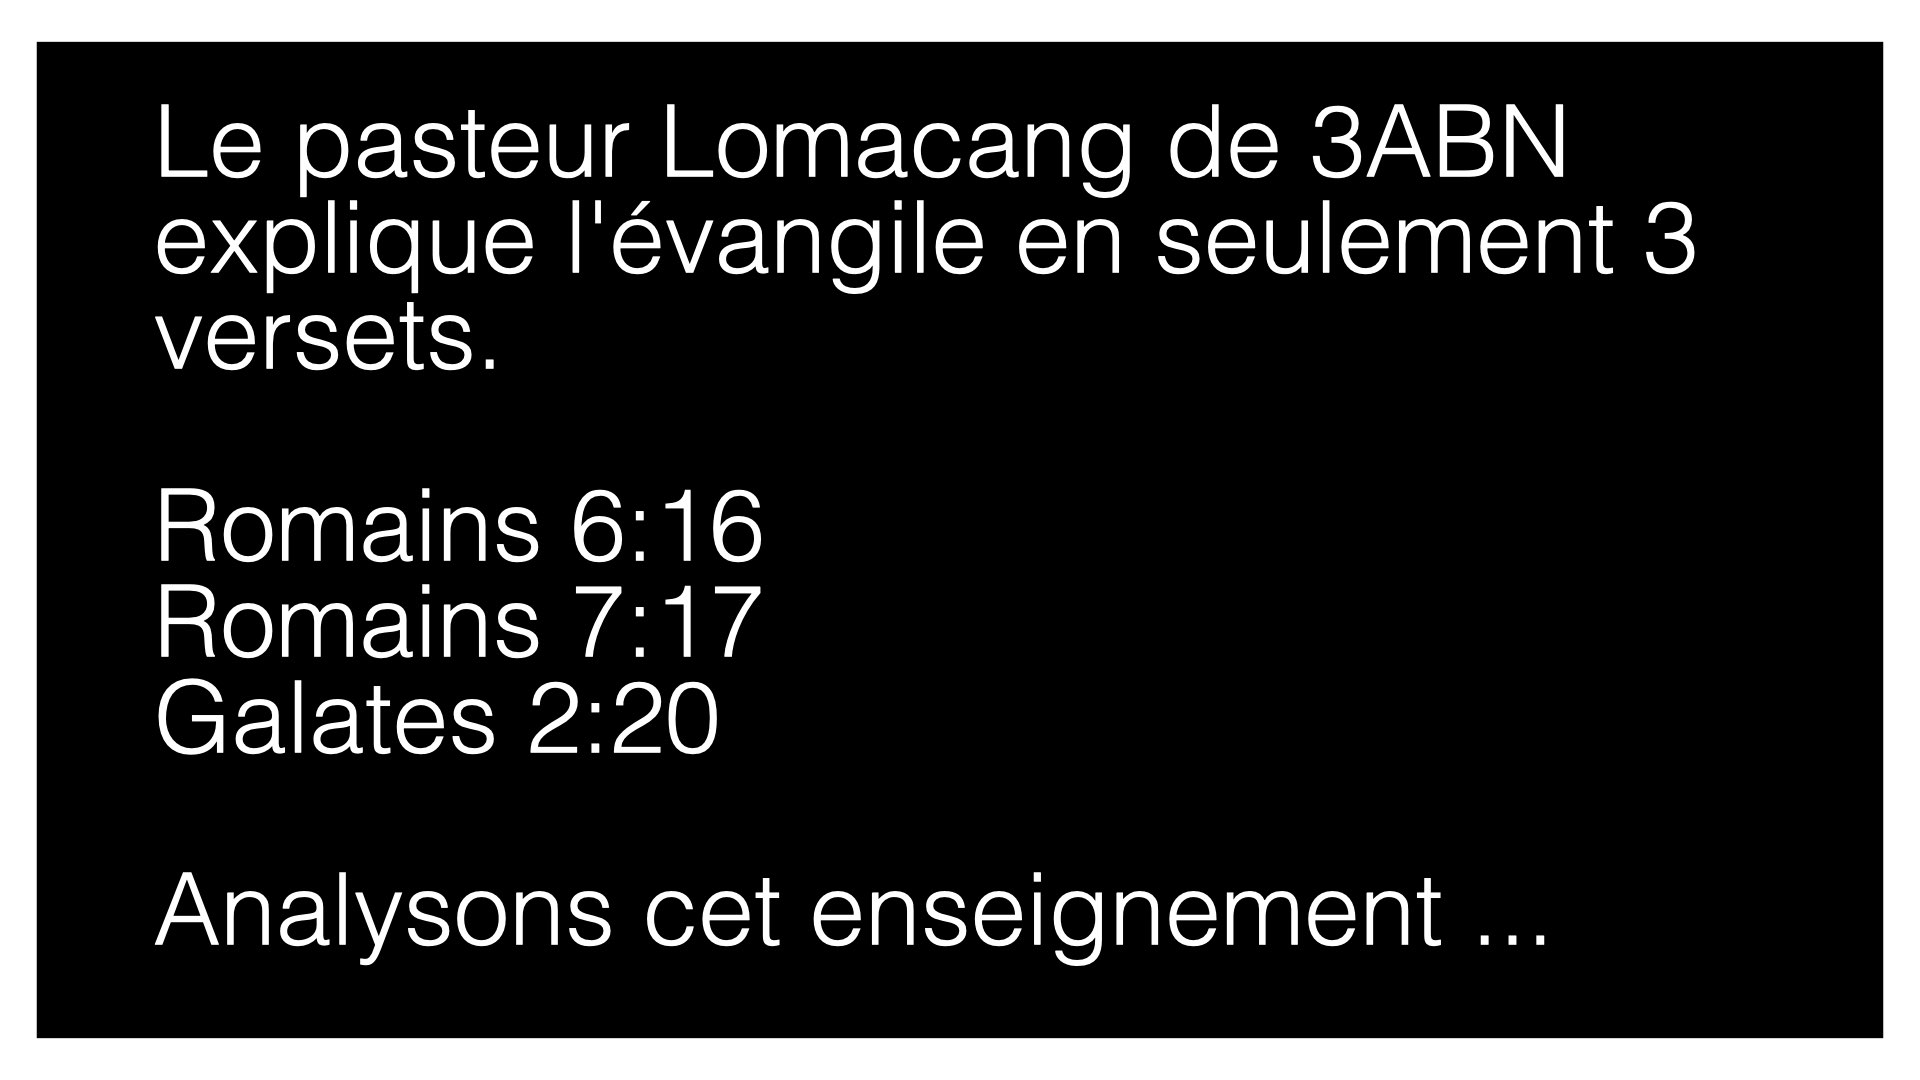 Le pasteur Lomacang de 3ABN
explique l'évangile en seulement 3
versets.
Romains 6:16
Romains 7:17
Galates 2:20
Analysons cet enseignement ...